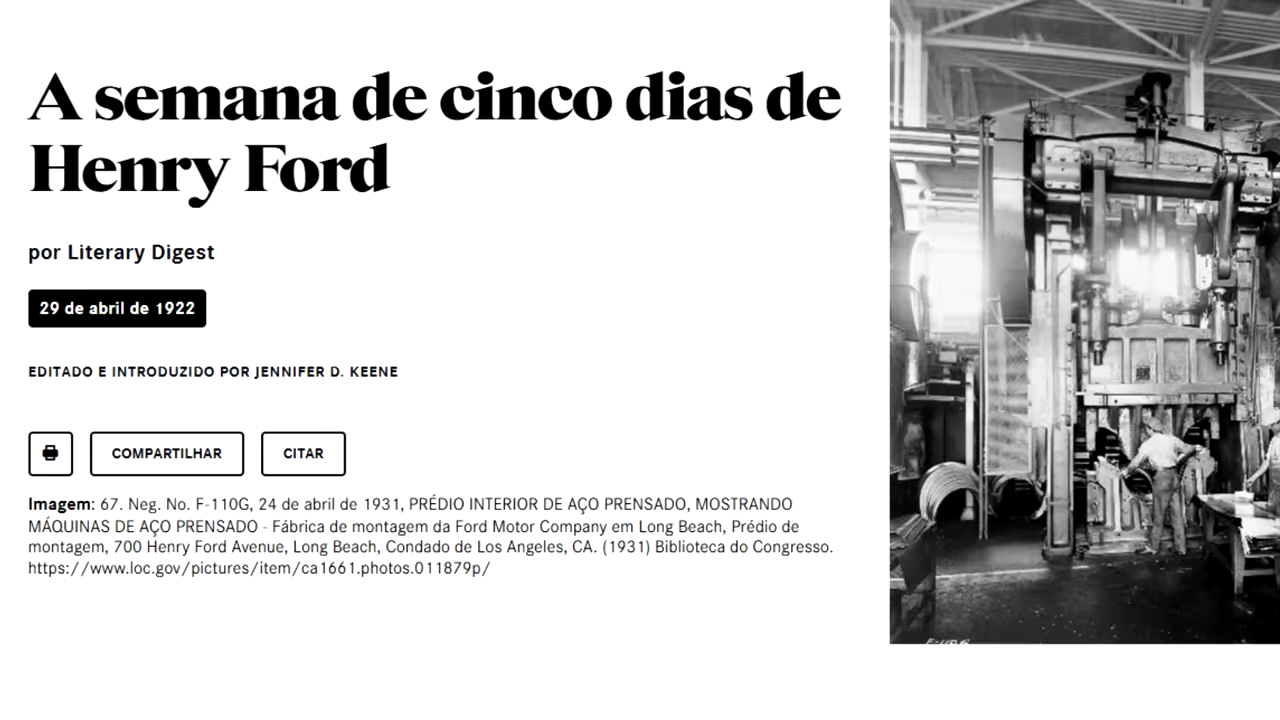 A semana de cinco dias de
Henry Ford
por Literary Digest
29 de abril de 1922
EDITADO E INTRODUZIDO POR JENNIFER D. KEENE
COMPARTILHAR
CITAR
Imagem: 67. Neg. No. F-110G, 24 de abril de 1931, PRÉDIO INTERIOR DE AÇO PRENSADO, MOSTRANDO
MÁQUINAS DE AÇO PRENSADO - Fábrica de montagem da Ford Motor Company em Long Beach, Prédio de
montagem, 700 Henry Ford Avenue, Long Beach, Condado de Los Angeles, CA. (1931) Biblioteca do Congresso.
https://www.loc.gov/pictures/item/ca1661.photos.011879p/